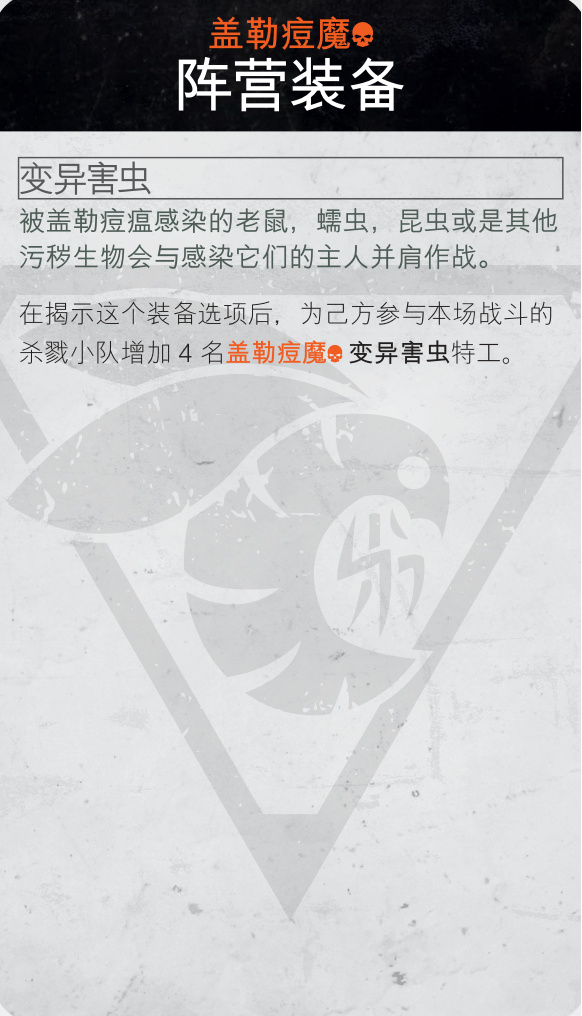 盖勒痘魔
阵营装备
变异害虫
被盖勒痘瘟感染的老鼠，蠕虫，昆虫或是其他
污秽生物会与感染它们的主人并肩作战。
在揭示这个装备选项后，为己方参与本场战斗的
杀戮小队增加 4 名盖勒痘魔 变异害虫特工。